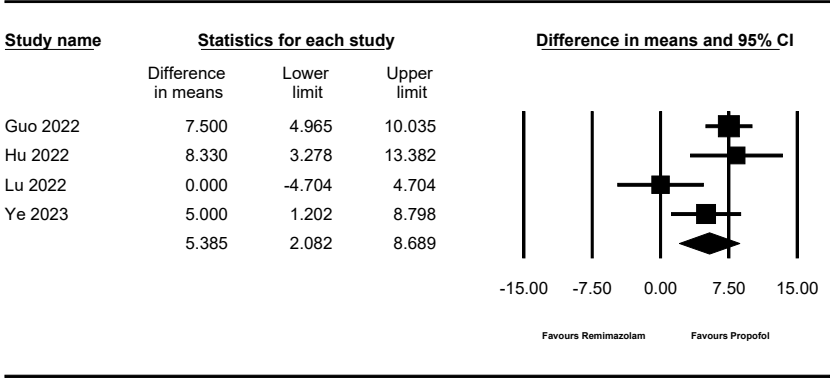 Study name Statistics for each study Difference in means and 95% CI
Difference Lower Upper
in means limit limit
Guo 2022 7.500 4.965 10.035
Hu 2022 8.330 3.278 13.382
Lu 2022 0.000 -4.704 4.704
Ye 2023 5.000 1.202 8.798
5.385 2.082 8.689
-15.00 -7.50 0.00 7.50 15.00
Favours Remimazolam Favours Propofol